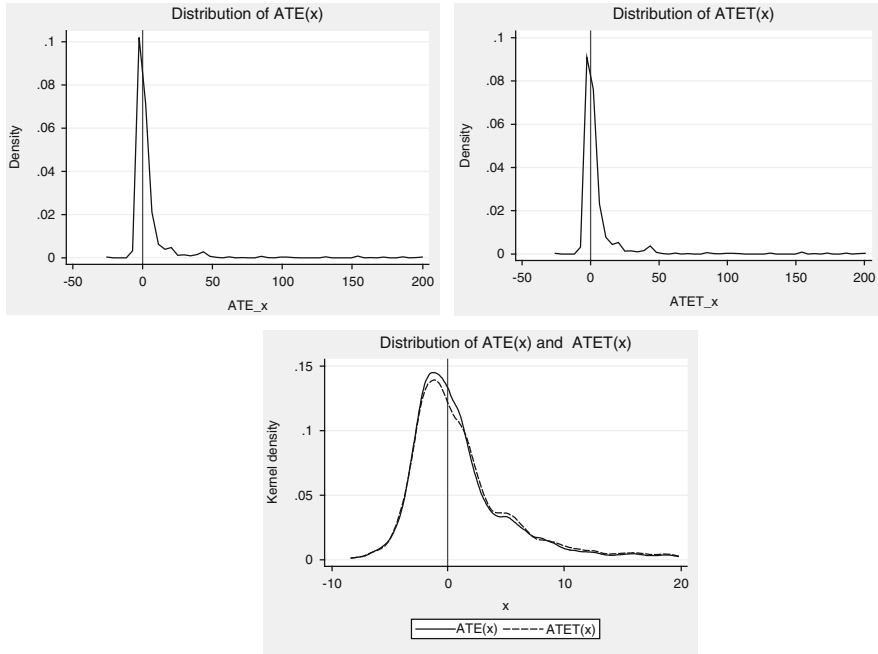 Distribution of ATE(x)
Density
.1
.08
.06
.04
.02
0
-50 0 50 100 150 200
ATE_x
Distribution of ATET(x)
Density
.1
.08
.06
.04
.02
0
-50 0 50 100 150 200
ATET_x
Distribution of ATE(x) and ATET(x)
Kernel density
.15
.1
.05
0
-10 0 10 20
x
ATE(x) ATET(x)